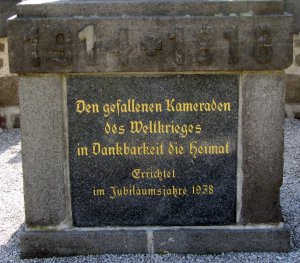 1914-1918
Den gefallenen Kameraden
des Weltkrieges
in Dankbarkeit die Heimat
Errichtet
im Jubiläumsjahre 1938